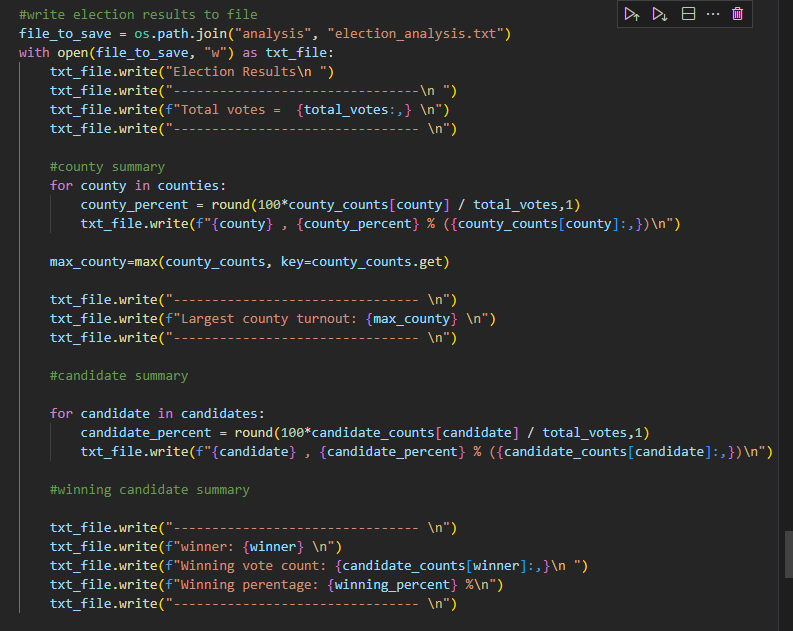 #write election results to file
file_to_save = os.path.join("analysis", "election_analysis.txt")
with open(file_to_save, "w") as txt_file:
    txt_file.write("Election Results\n ")
    txt_file.write("--------------------------------\n ")
    txt_file.write(f"Total votes =  {total_votes:,} \n")
    txt_file.write("-------------------------------- \n")

    #county summary
    for county in counties:
        county_percent = round(100*county_counts[county] / total_votes,1)
        txt_file.write(f"{county} , {county_percent} % ({county_counts[county]:,})\n")

    max_county=max(county_counts, key=county_counts.get)

    txt_file.write("-------------------------------- \n")
    txt_file.write(f"Largest county turnout: {max_county} \n")
    txt_file.write("-------------------------------- \n")

    #candidate summary

    for candidate in candidates:
        candidate_percent = round(100*candidate_counts[candidate] / total_votes,1)
        txt_file.write(f"{candidate} , {candidate_percent} % ({candidate_counts[candidate]:,})\n")

    #winning candidate summary

    txt_file.write("-------------------------------- \n")
    txt_file.write(f"winner: {winner} \n")
    txt_file.write(f"Winning vote count: {candidate_counts[winner]:,}\n ")
    txt_file.write(f"Winning perentage: {winning_percent} %\n")
    txt_file.write("-------------------------------- \n")